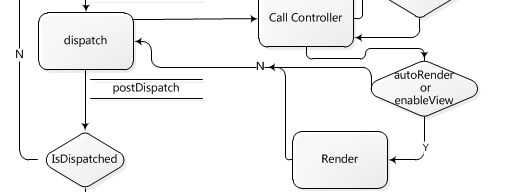 Call Controller
dispatch
N
N
autoRender
or
enableView
postDispatch
Y
IsDispatched
Render